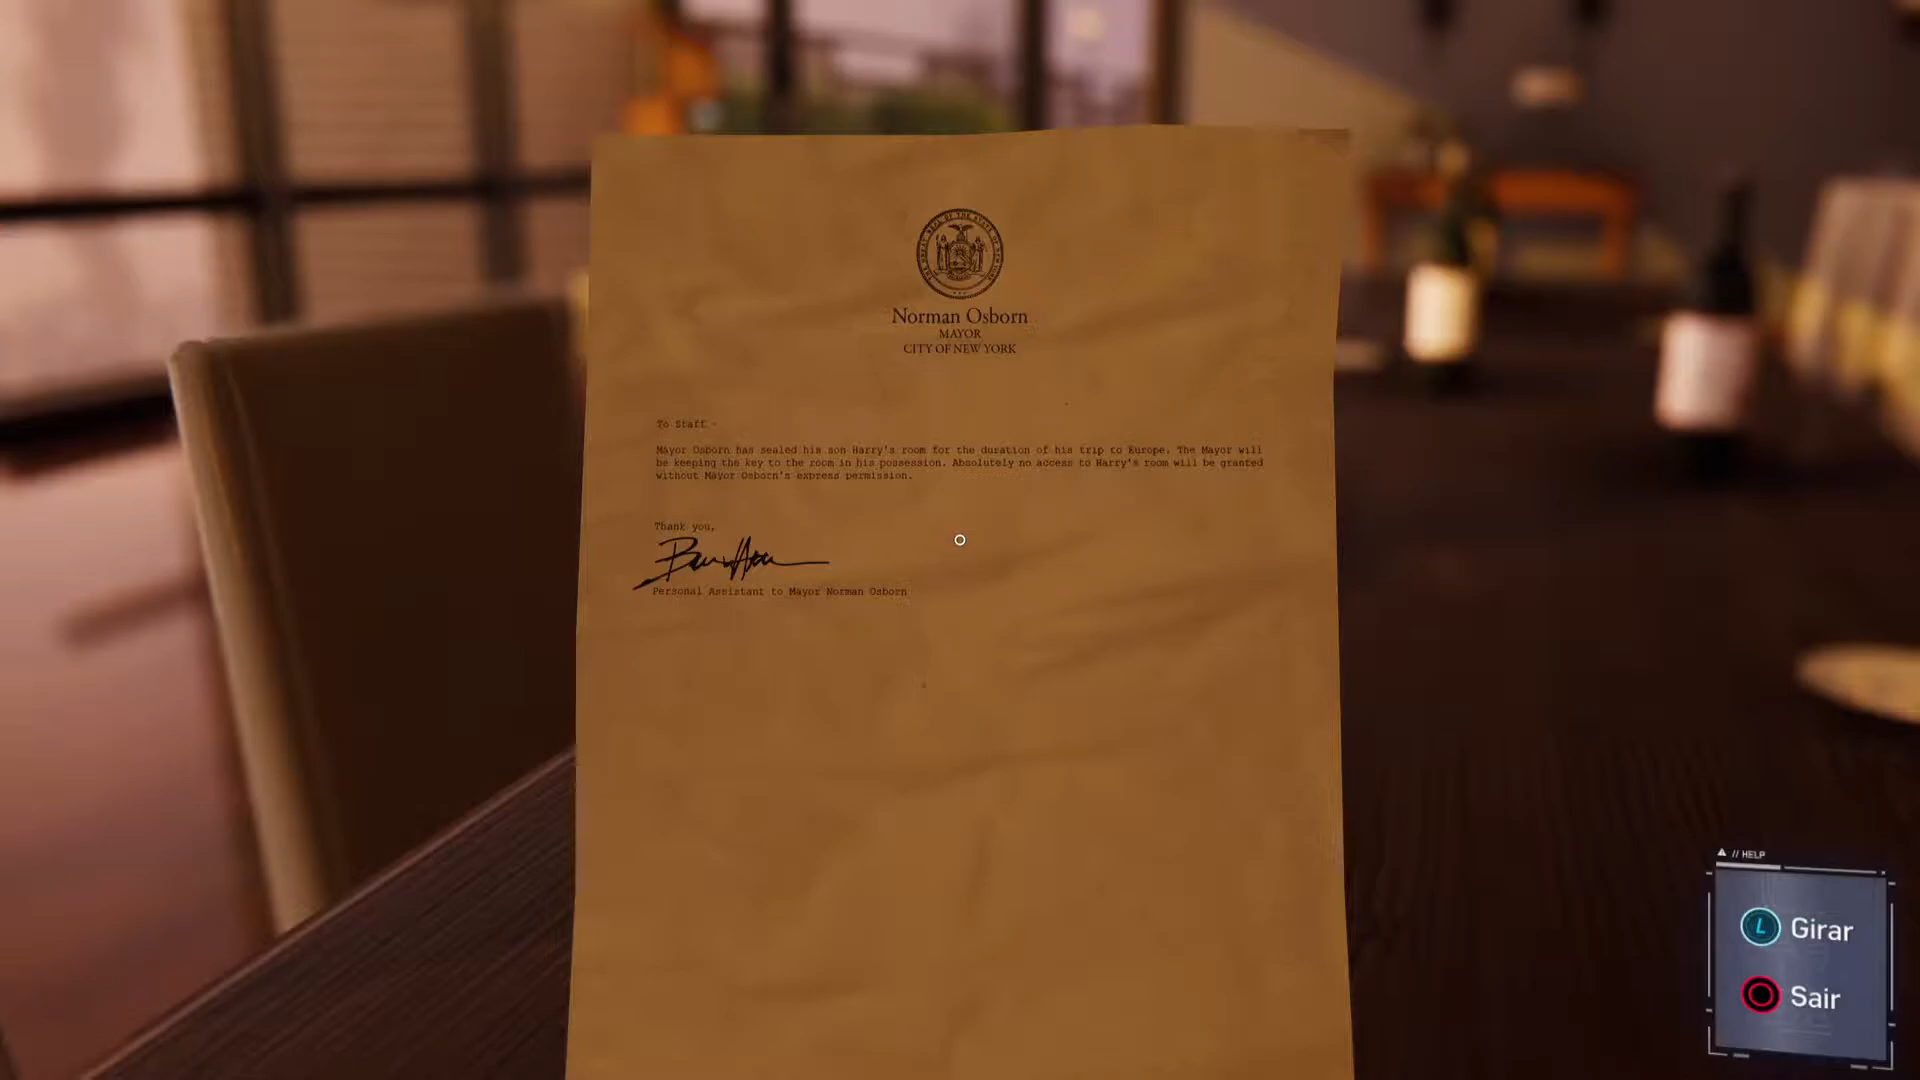 Norman Osborn
MAYOR
CITY OF NEW YORK
To Staff -
Mayor Osborn has sealed his son Harry's room for the duration of his trip to Europe. The Mayor will
be keeping the key to the room in his possession. Absolutely no access to Harry's room will be granted
without Mayor Osborn's express permission.
Thank you,
Personal Assistant to Mayor Norman Osborn
// HELP
L Girar
Sair